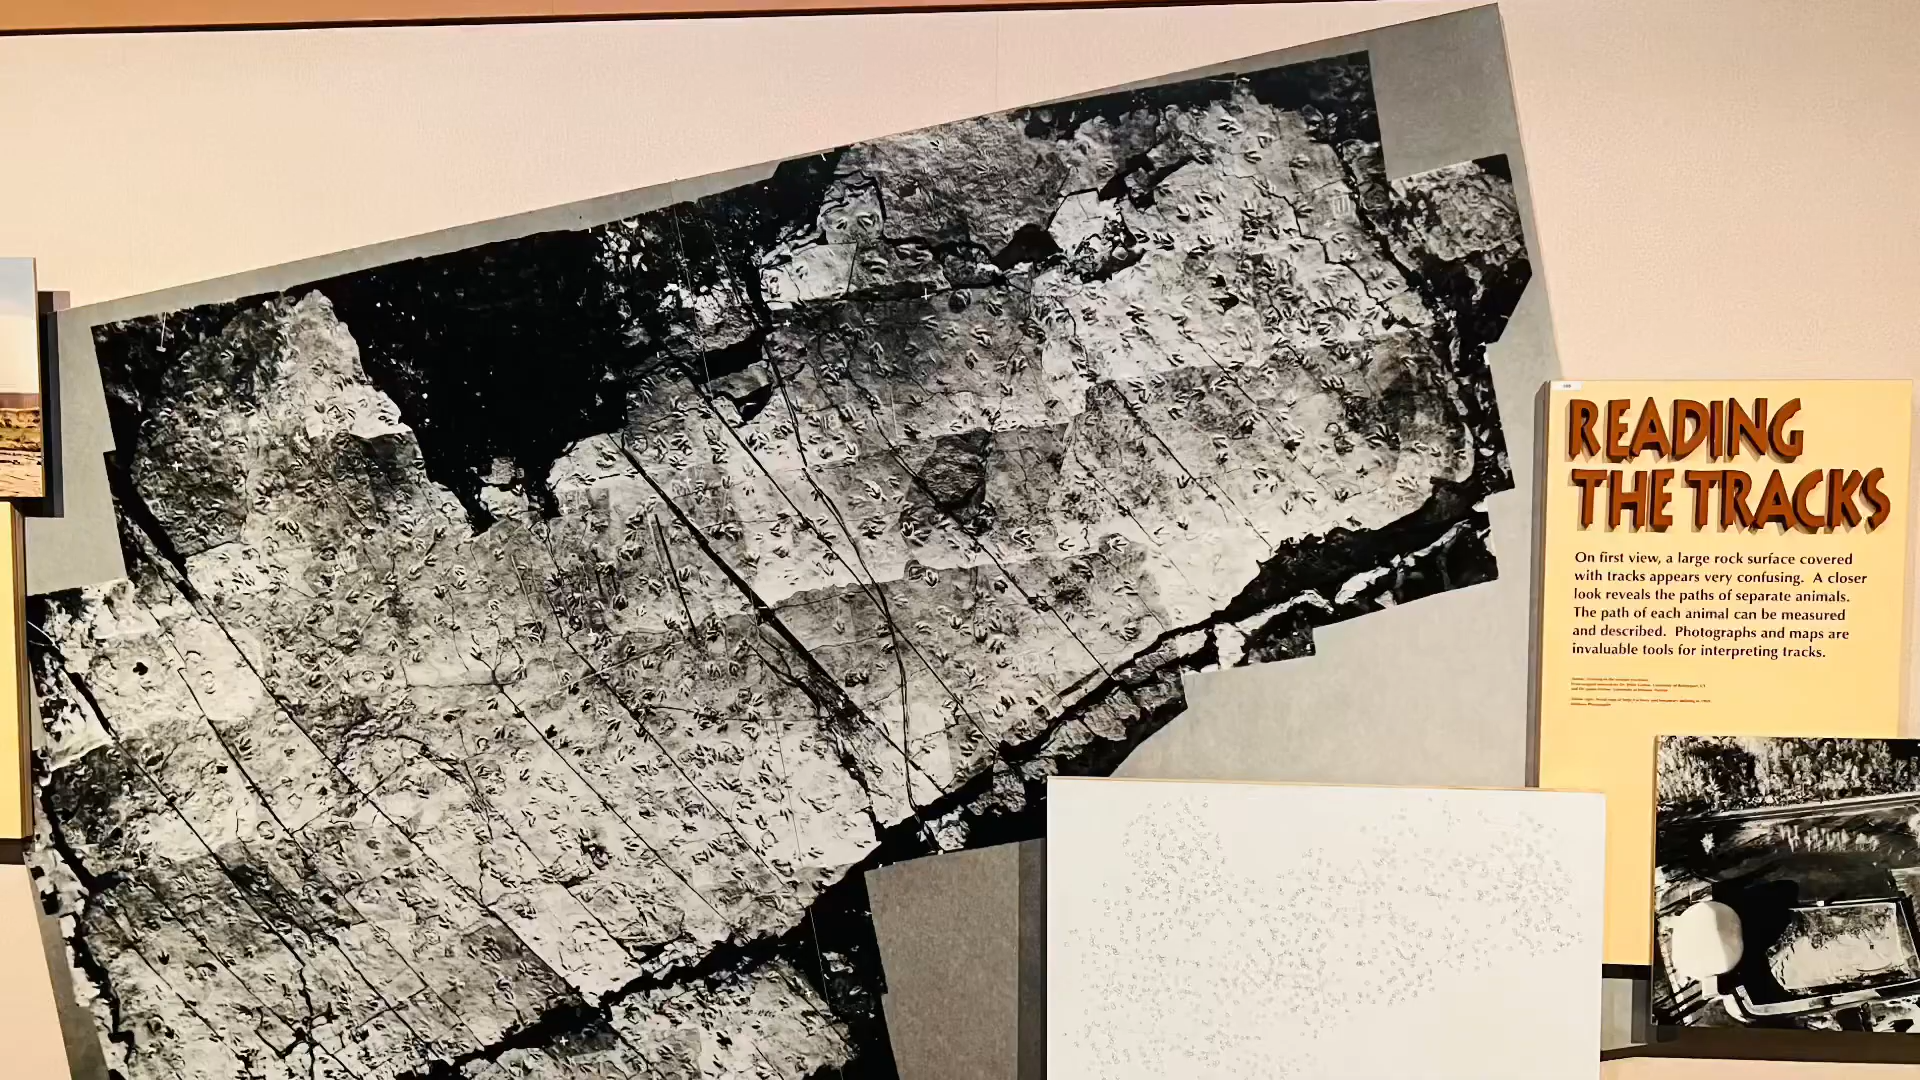 READING
THE TRACKS
On first view, a large rock surface covered
with tracks appears very confusing. A closer
look reveals the paths of separate animals.
The path of each animal can be measured
and described. Photographs and maps are
invaluable tools for interpreting tracks.